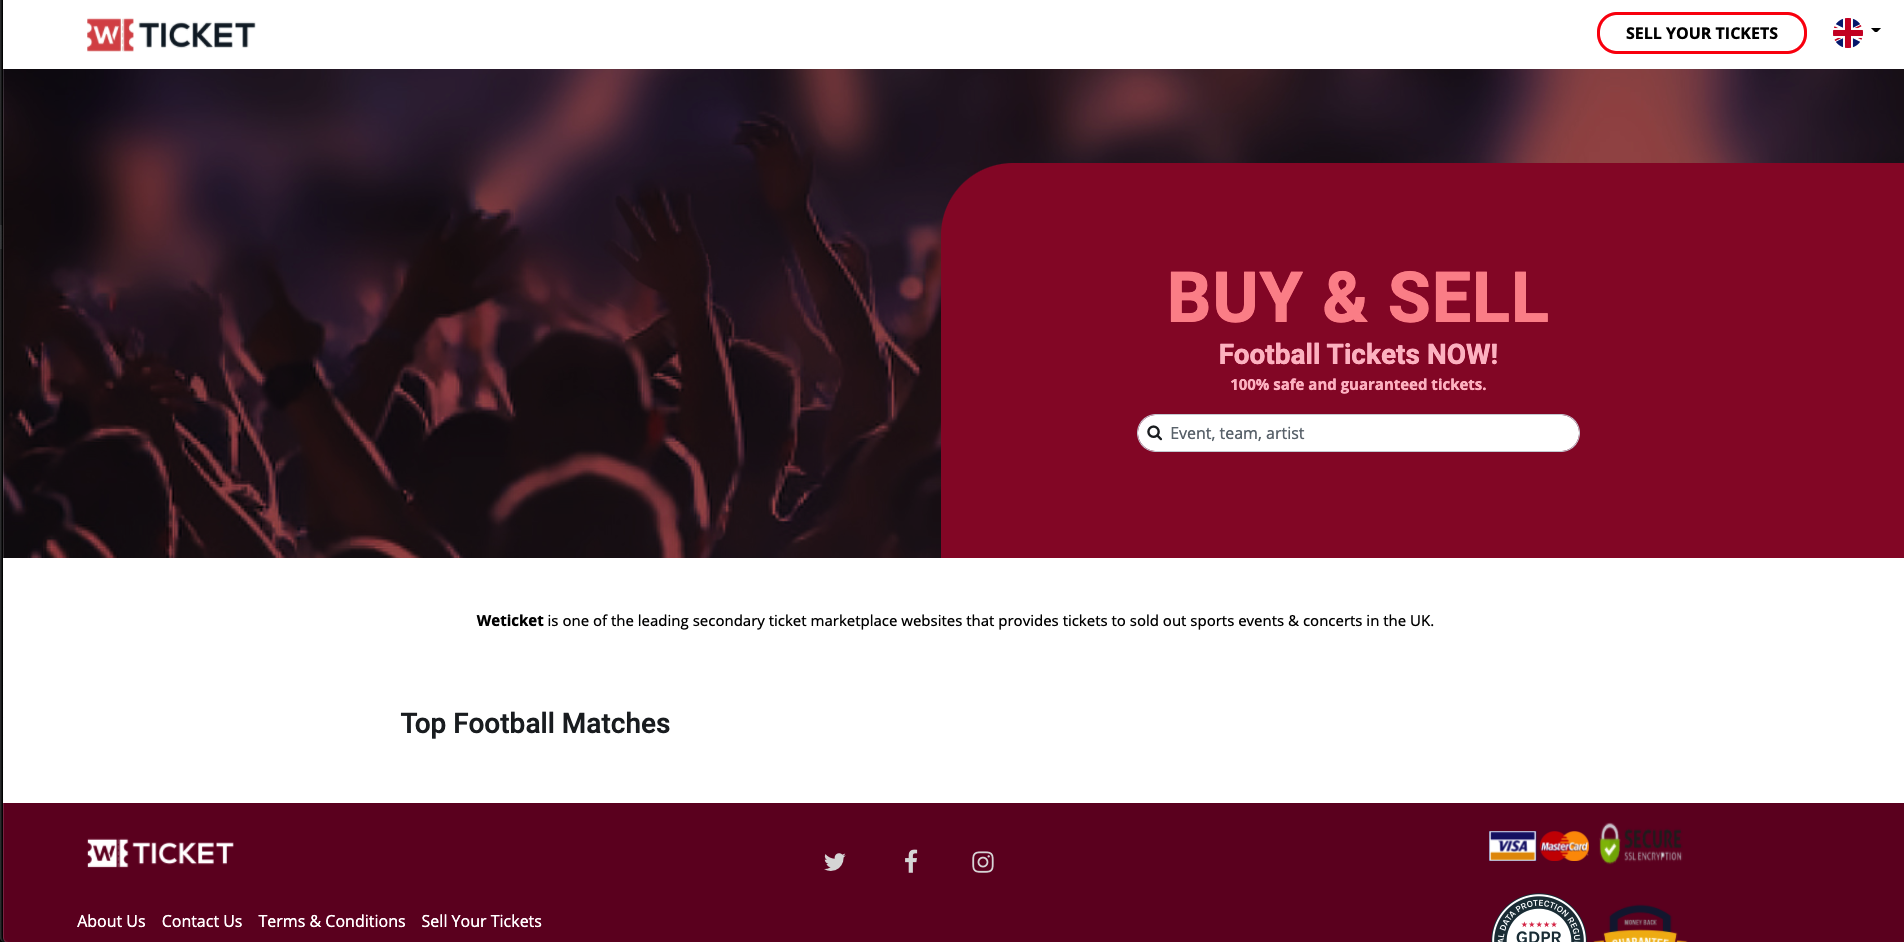 W TICKET
SELL YOUR TICKETS
BUY & SELL
Football Tickets NOW!
100% safe and guaranteed tickets.
Event, team, artist
Weticket is one of the leading secondary ticket marketplace websites that provides tickets to sold out sports events & concerts in the UK.
Top Football Matches
W TICKET
VISA MasterCard SECURE
SSL ENCRYPTION
About Us Contact Us Terms & Conditions Sell Your Tickets
DATA PROTECTION REGU
GDPR
MONEY BACK
GUARANTEE